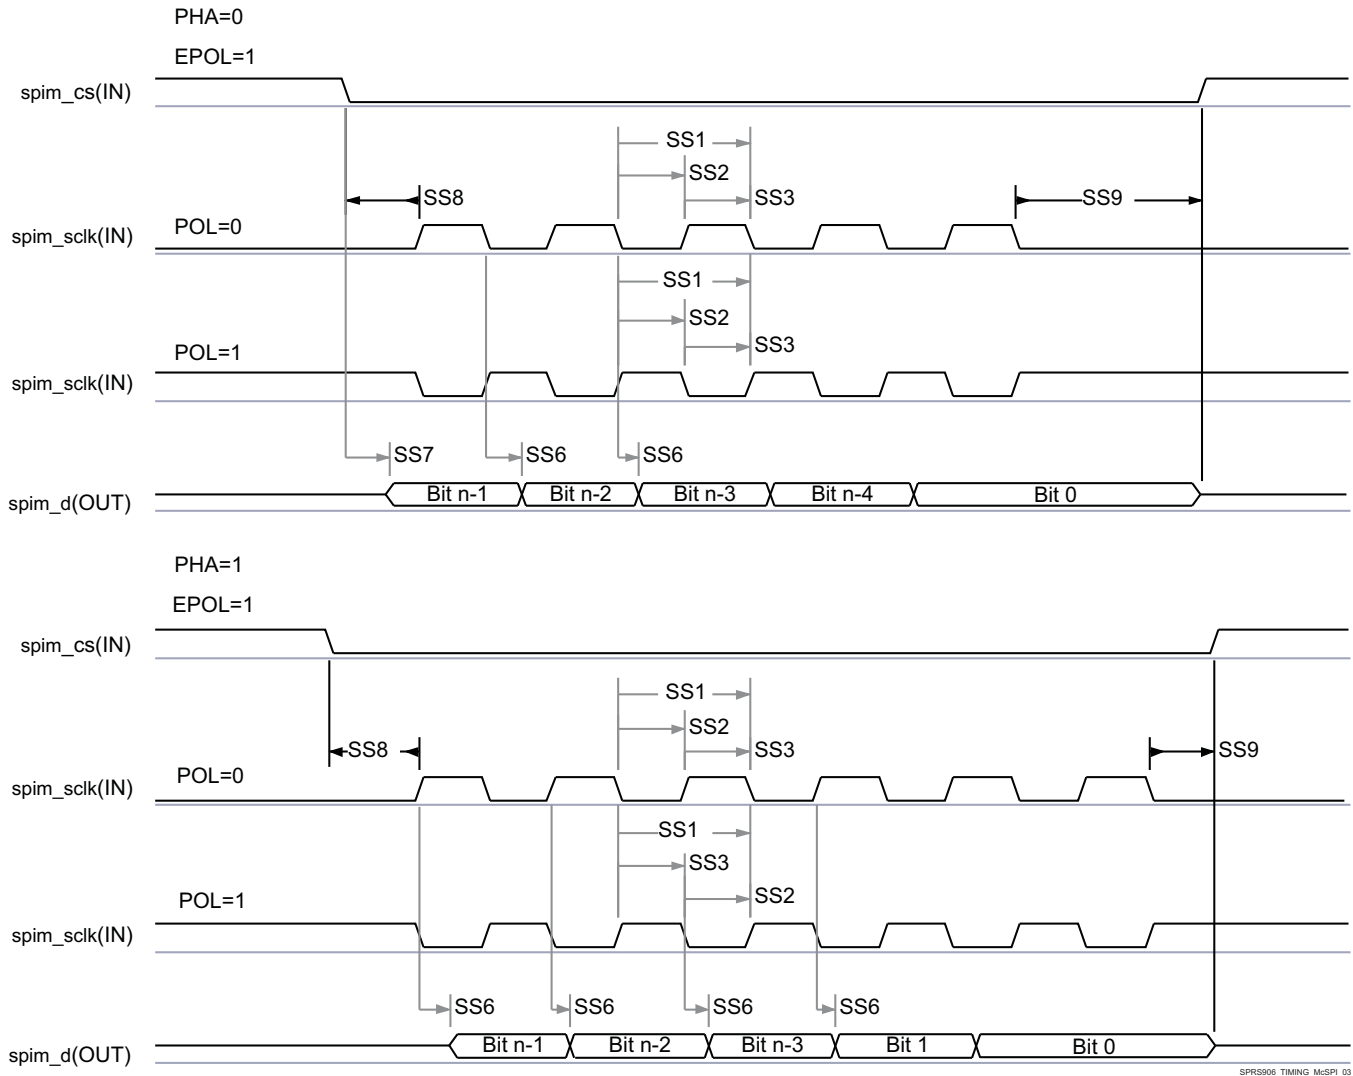 PHA=0
EPOL=1
spim_cs(IN)
SS1
SS2
SS8
SS3
SS9
POL=0
spim_sclk(IN)
SS1
SS2
SS3
POL=1
spim_sclk(IN)
SS7
SS6
SS6
spim_d(OUT)
Bit n-1
Bit n-2
Bit n-3
Bit n-4
Bit 0
PHA=1
EPOL=1
spim_cs(IN)
SS1
SS2
SS8
SS3
SS9
POL=0
spim_sclk(IN)
SS1
SS3
SS2
POL=1
spim_sclk(IN)
SS6
SS6
SS6
SS6
spim_d(OUT)
Bit n-1
Bit n-2
Bit n-3
Bit 1
Bit 0
SPRS906_TIMING_McSPI_03